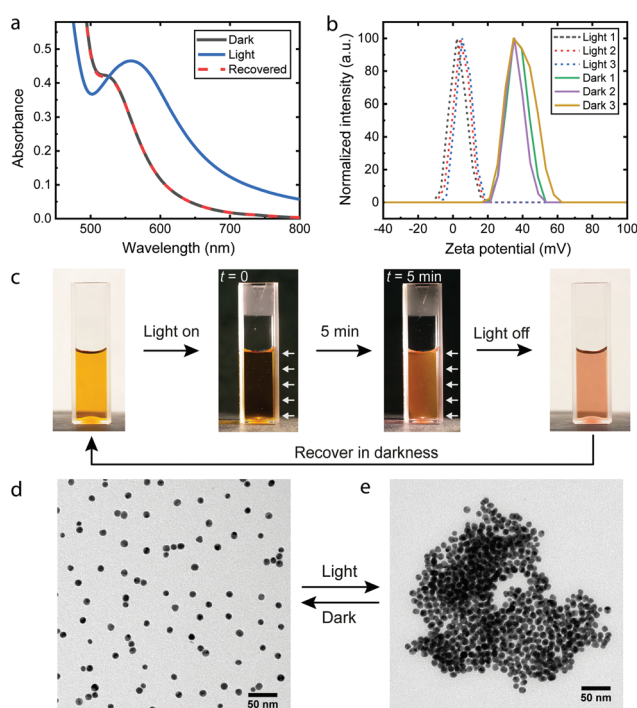 a
0.5
0.4
0.3
0.2
0.1
0.0
Absorbance
500 600 700 800
Wavelength (nm)
Dark
Light
Recovered
b
100
80
60
40
20
0
Normalized intensity (a.u.)
-40 -20 0 20 40 60 80 100
Zeta potential (mV)
Light 1
Light 2
Light 3
Dark 1
Dark 2
Dark 3
c
Light on
t = 0
5 min
t = 5 min
Light off
Recover in darkness
d
50 nm
Light
Dark
e
50 nm